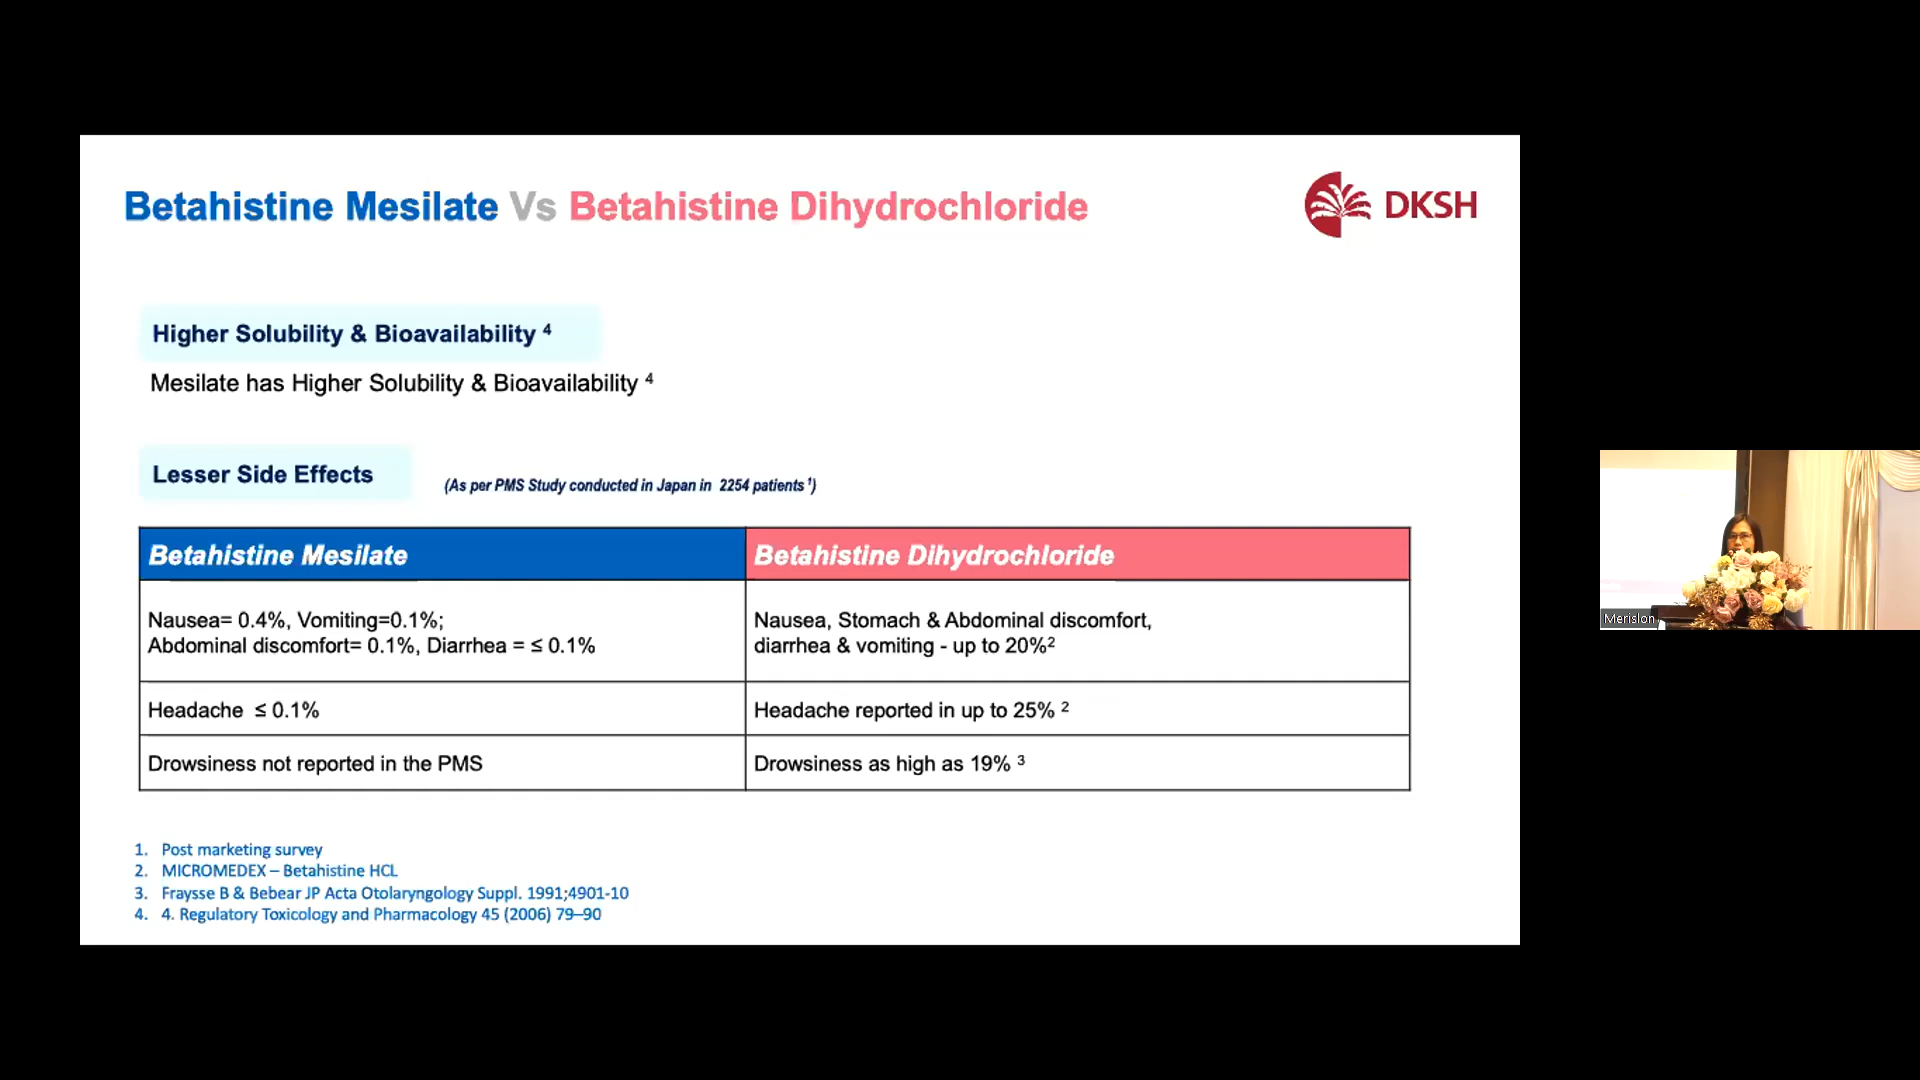 Betahistine Mesilate Vs Betahistine Dihydrochloride
DKSH
Higher Solubility & Bioavailability ⁴
Mesilate has Higher Solubility & Bioavailability ⁴
Lesser Side Effects
(As per PMS Study conducted in Japan in 2254 patients ¹)
Betahistine Mesilate
Betahistine Dihydrochloride
Nausea= 0.4%, Vomiting=0.1%;
Abdominal discomfort= 0.1%, Diarrhea = ≤ 0.1%
Nausea, Stomach & Abdominal discomfort,
diarrhea & vomiting - up to 20%²
Headache ≤ 0.1%
Headache reported in up to 25% ²
Drowsiness not reported in the PMS
Drowsiness as high as 19% ³
1. Post marketing survey
2. MICROMEDEX – Betahistine HCL
3. Fraysse B & Bebear JP Acta Otolaryngology Suppl. 1991;4901-10
4. 4. Regulatory Toxicology and Pharmacology 45 (2006) 79–90
Merislon